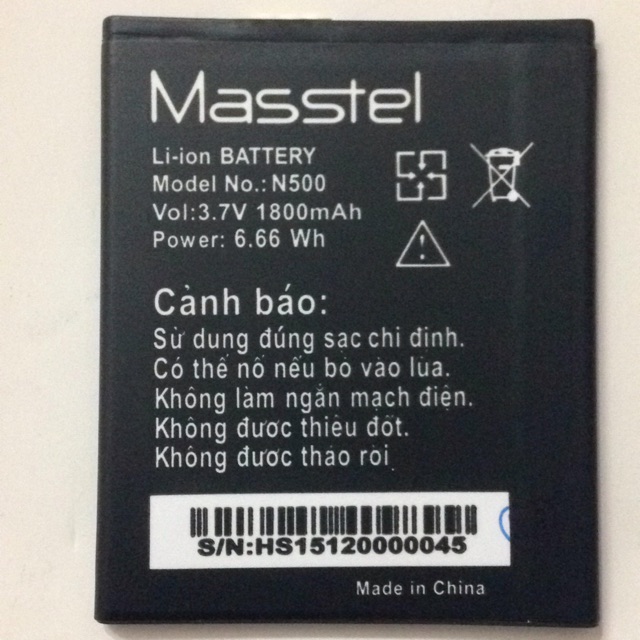 Masstel
Li-ion BATTERY
Model No.: N500
Vol:3.7V 1800mAh
Power: 6.66 Wh
Cảnh báo:
Sử dụng đúng sạc chỉ định.
Có thể nổ nếu bỏ vào lửa.
Không làm ngắn mạch điện.
Không được thiêu đốt.
Không được tháo rời
S/N:HS15120000045
Made in China